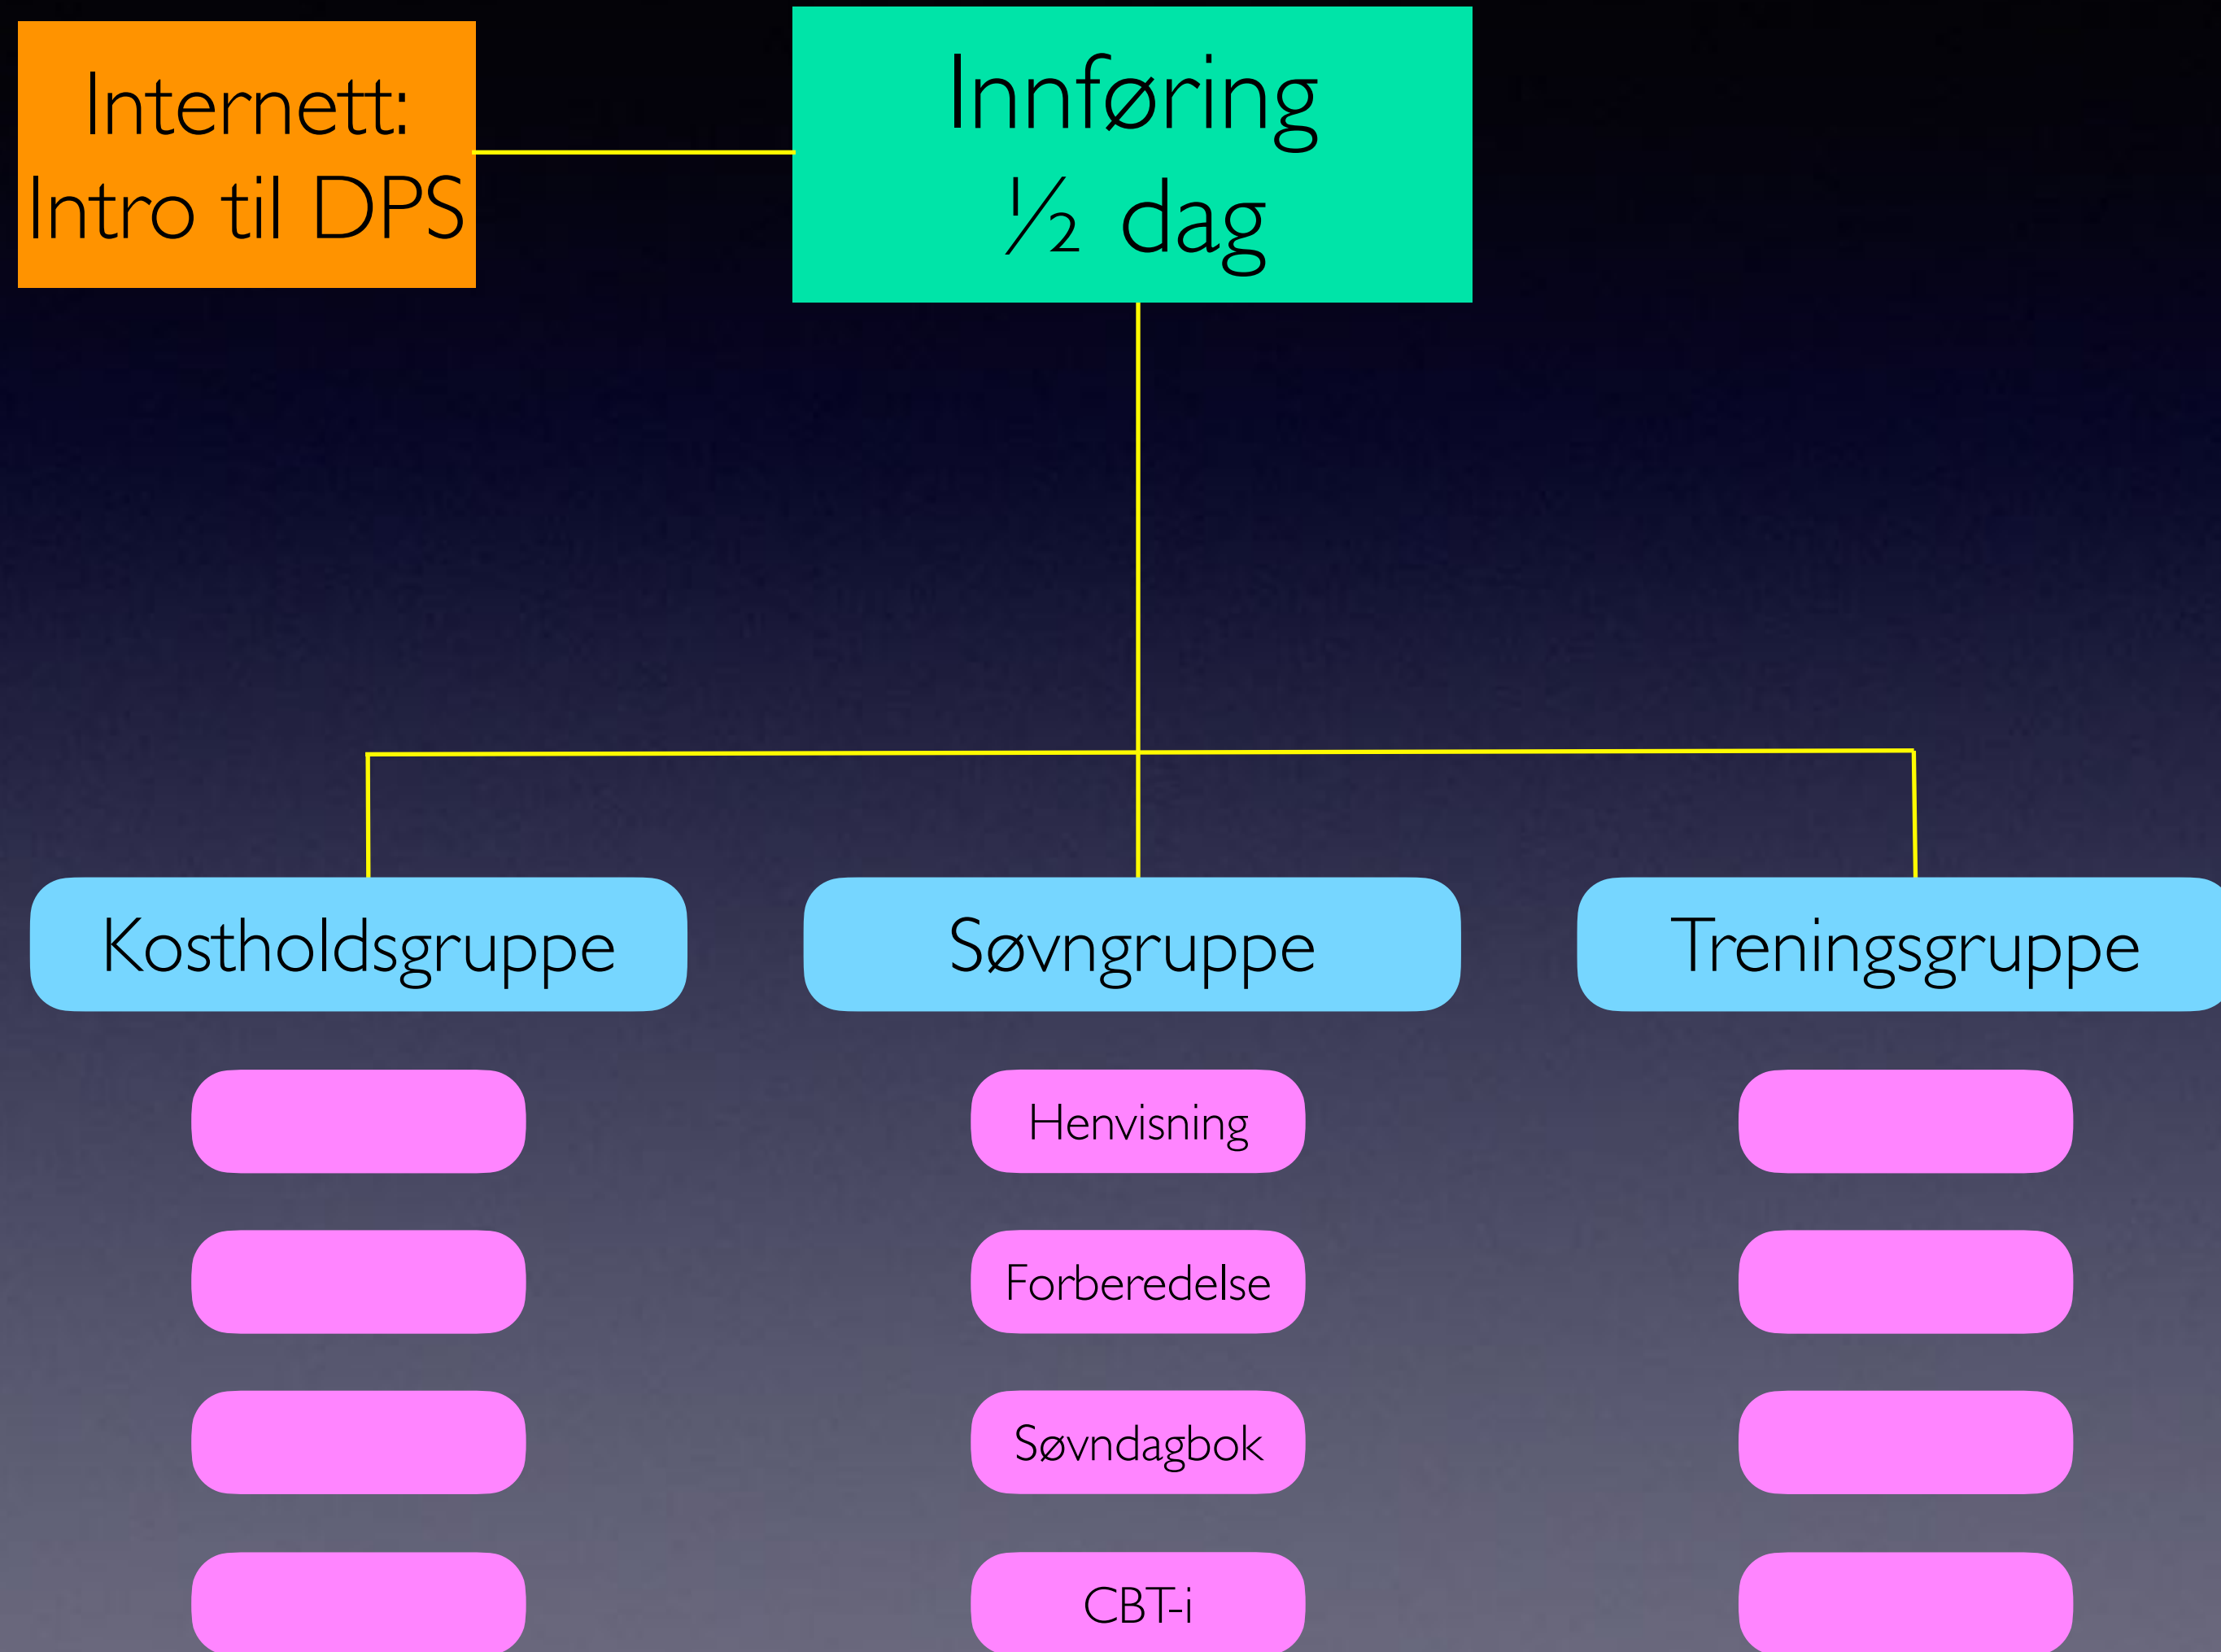 Internett:
Intro til DPS
Innføring
½ dag
Kostholdsgruppe
Søvngruppe
Treningsgruppe
Henvisning
Forberedelse
Søvndagbok
CBT-i